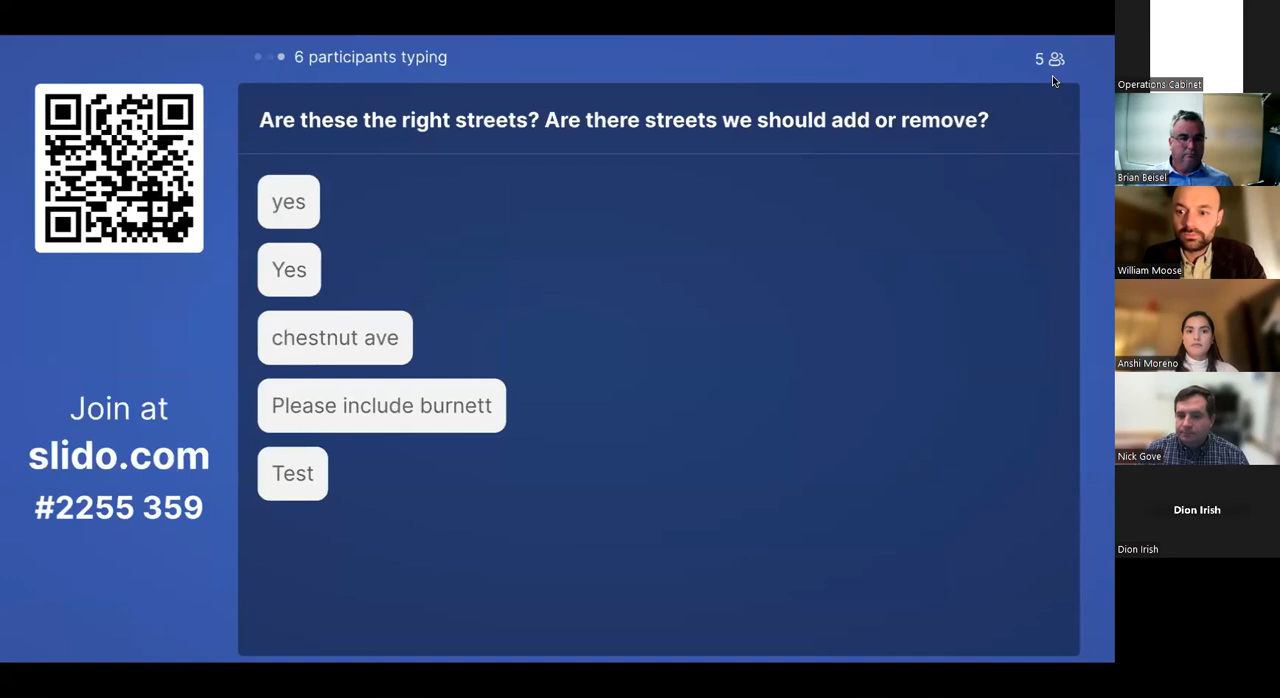 6 participants typing
5
Are these the right streets? Are there streets we should add or remove?
yes
Yes
chestnut ave
Please include burnett
Test
Join at
slido.com
#2255 359
Operations Cabinet
Brian Beisel
William Moose
Anshi Moreno
Nick Gove
Dion Irish
Dion Irish